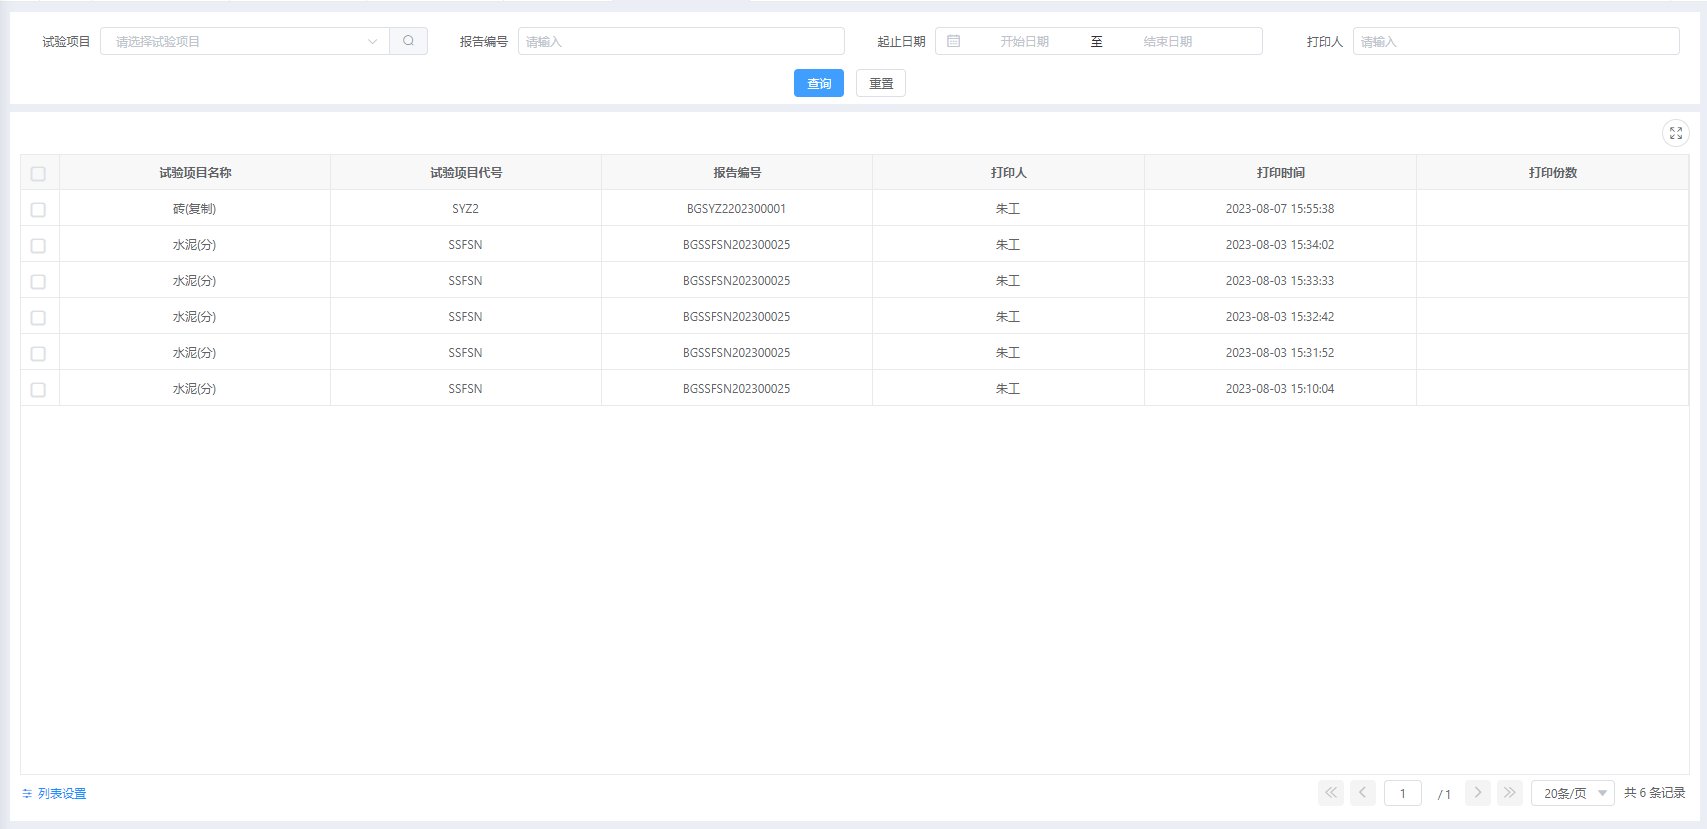 试验项目 请选择试验项目 报告编号 请输入 起止日期 开始日期 至 结束日期 打印人 请输入
查询 重置
试验项目名称 试验项目代号 报告编号 打印人 打印时间 打印份数
砖(复制) SYZ2 BGSYZ2202300001 朱工 2023-08-07 15:55:38
水泥(分) SSFSN BGSSFSN202300025 朱工 2023-08-03 15:34:02
水泥(分) SSFSN BGSSFSN202300025 朱工 2023-08-03 15:33:33
水泥(分) SSFSN BGSSFSN202300025 朱工 2023-08-03 15:32:42
水泥(分) SSFSN BGSSFSN202300025 朱工 2023-08-03 15:31:52
水泥(分) SSFSN BGSSFSN202300025 朱工 2023-08-03 15:10:04
列表设置 1 / 1 20条/页 共 6 条记录